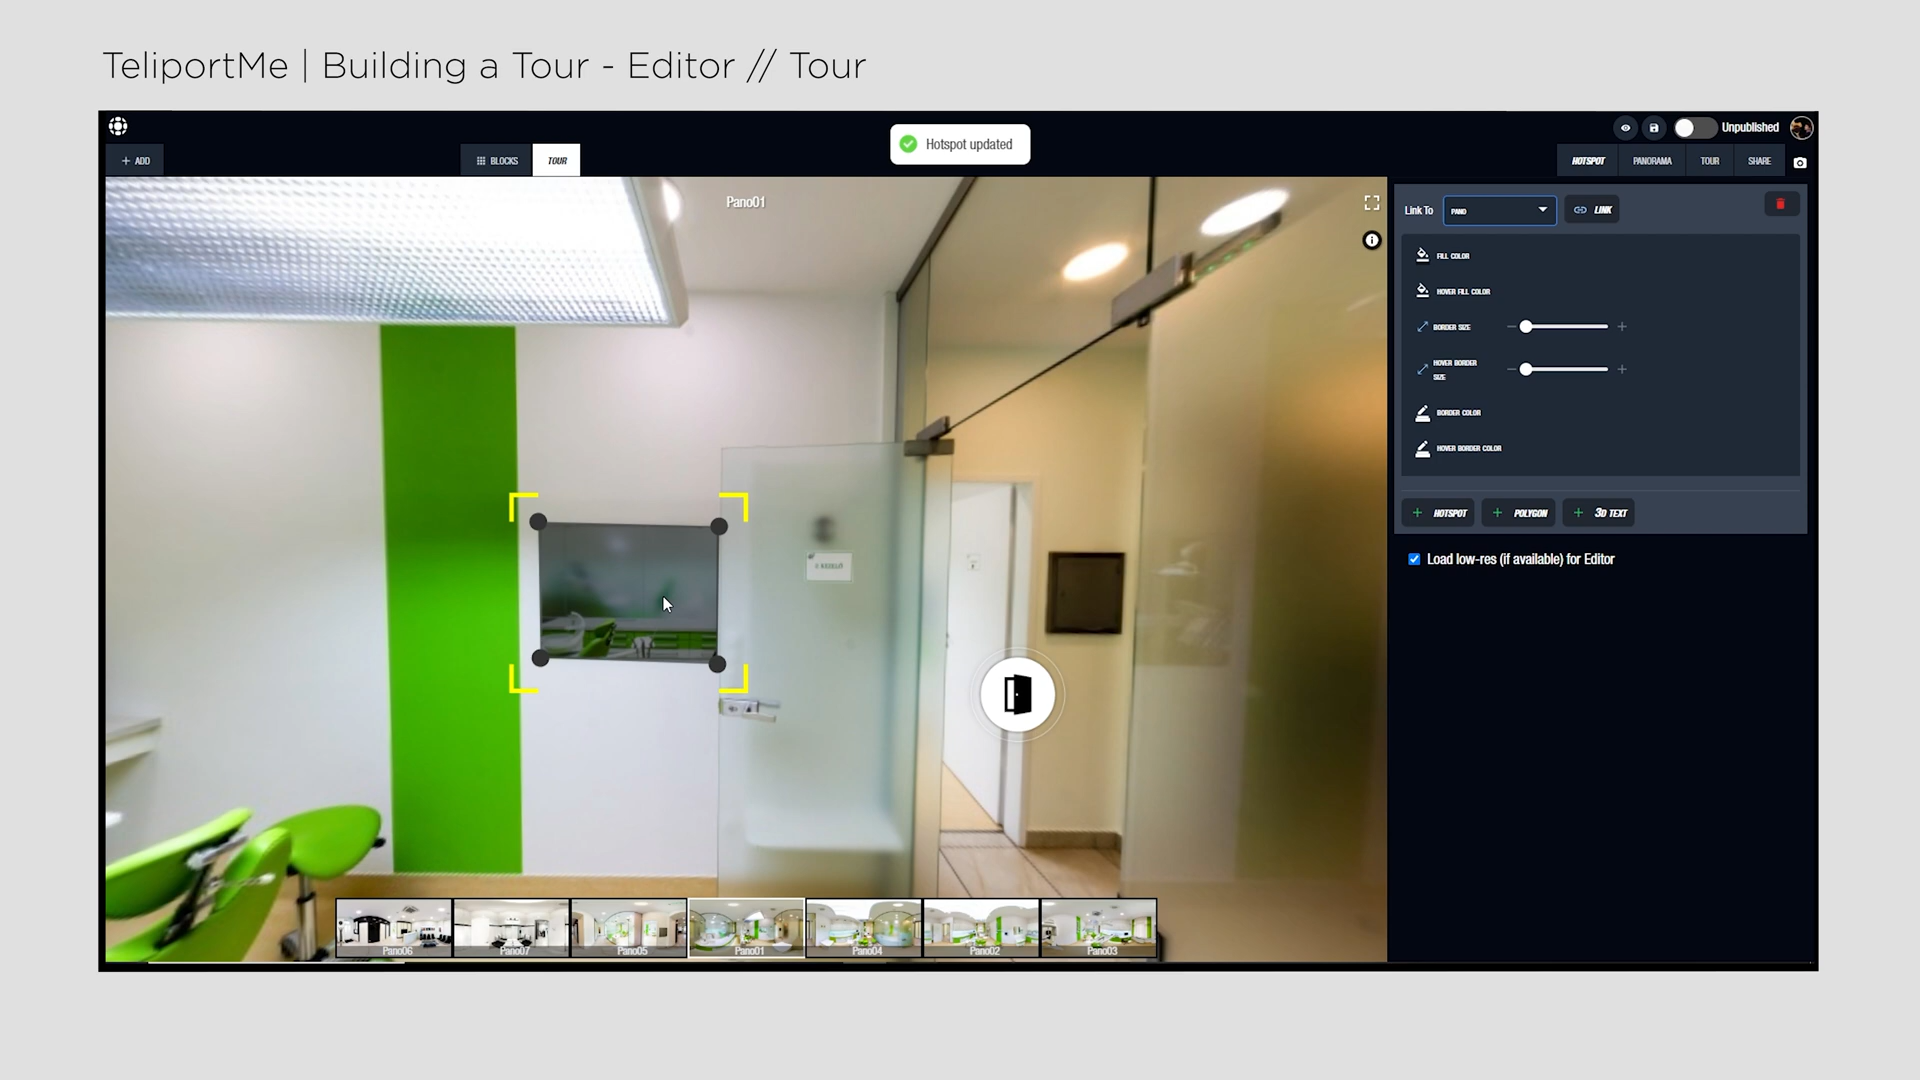 TeliportMe | Building a Tour - Editor // Tour
Hotspot updated
Unpublished
+ ADD
BLOCKS
TOUR
HOTSPOT
PANORAMA
TOUR
SHARE
Pano01
Link To
PANO
LINK
FILL COLOR
HOVER FILL COLOR
BORDER SIZE
HOVER BORDER
SIZE
BORDER COLOR
HOVER BORDER COLOR
+ HOTSPOT
+ POLYGON
+ 3D TEXT
Load low-res (if available) for Editor
Pano06
Pano07
Pano05
Pano01
Pano04
Pano02
Pano03